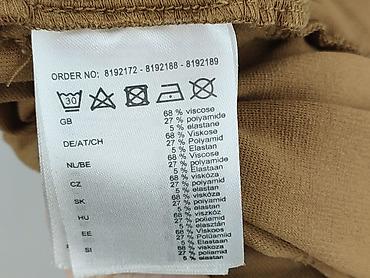 ORDER NO: 8192172 - 8192188 - 8192189
30
GB 68 % viscose
27 % polyamide
5 % elastane
DE/AT/CH 68 % Viskose
27 % Polyamid
5 % Elastan
NL/BE 68 % viscose
27 % polyamide
5 % elastaan
CZ 68 % viskóza
27 % polyamid
5 % elastan
SK 68 % viskóza
27 % polyamid
5 % elastan
HU 68 % viszkóz
27 % poliamid
5 % elasztán
EE 68 % Viskoos
27 % Polüamiid
5 % Elastaan
SI 68 % viskoza
27 % poliamid
5 % elastan